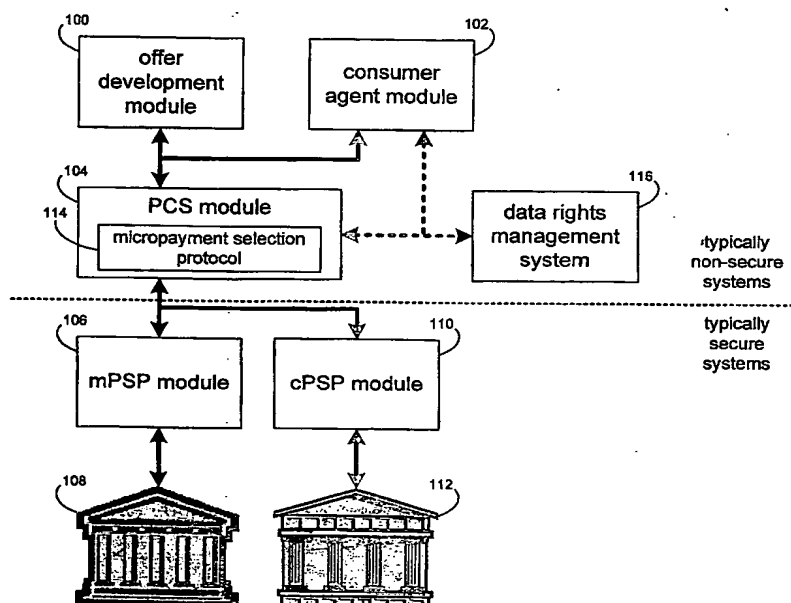 100
offer
development
module
102
consumer
agent module
104
PCS module
114
micropayment selection
protocol
116
data rights
management
system
typically
non-secure
systems
typically
secure
systems
106
mPSP module
110
cPSP module
108
112